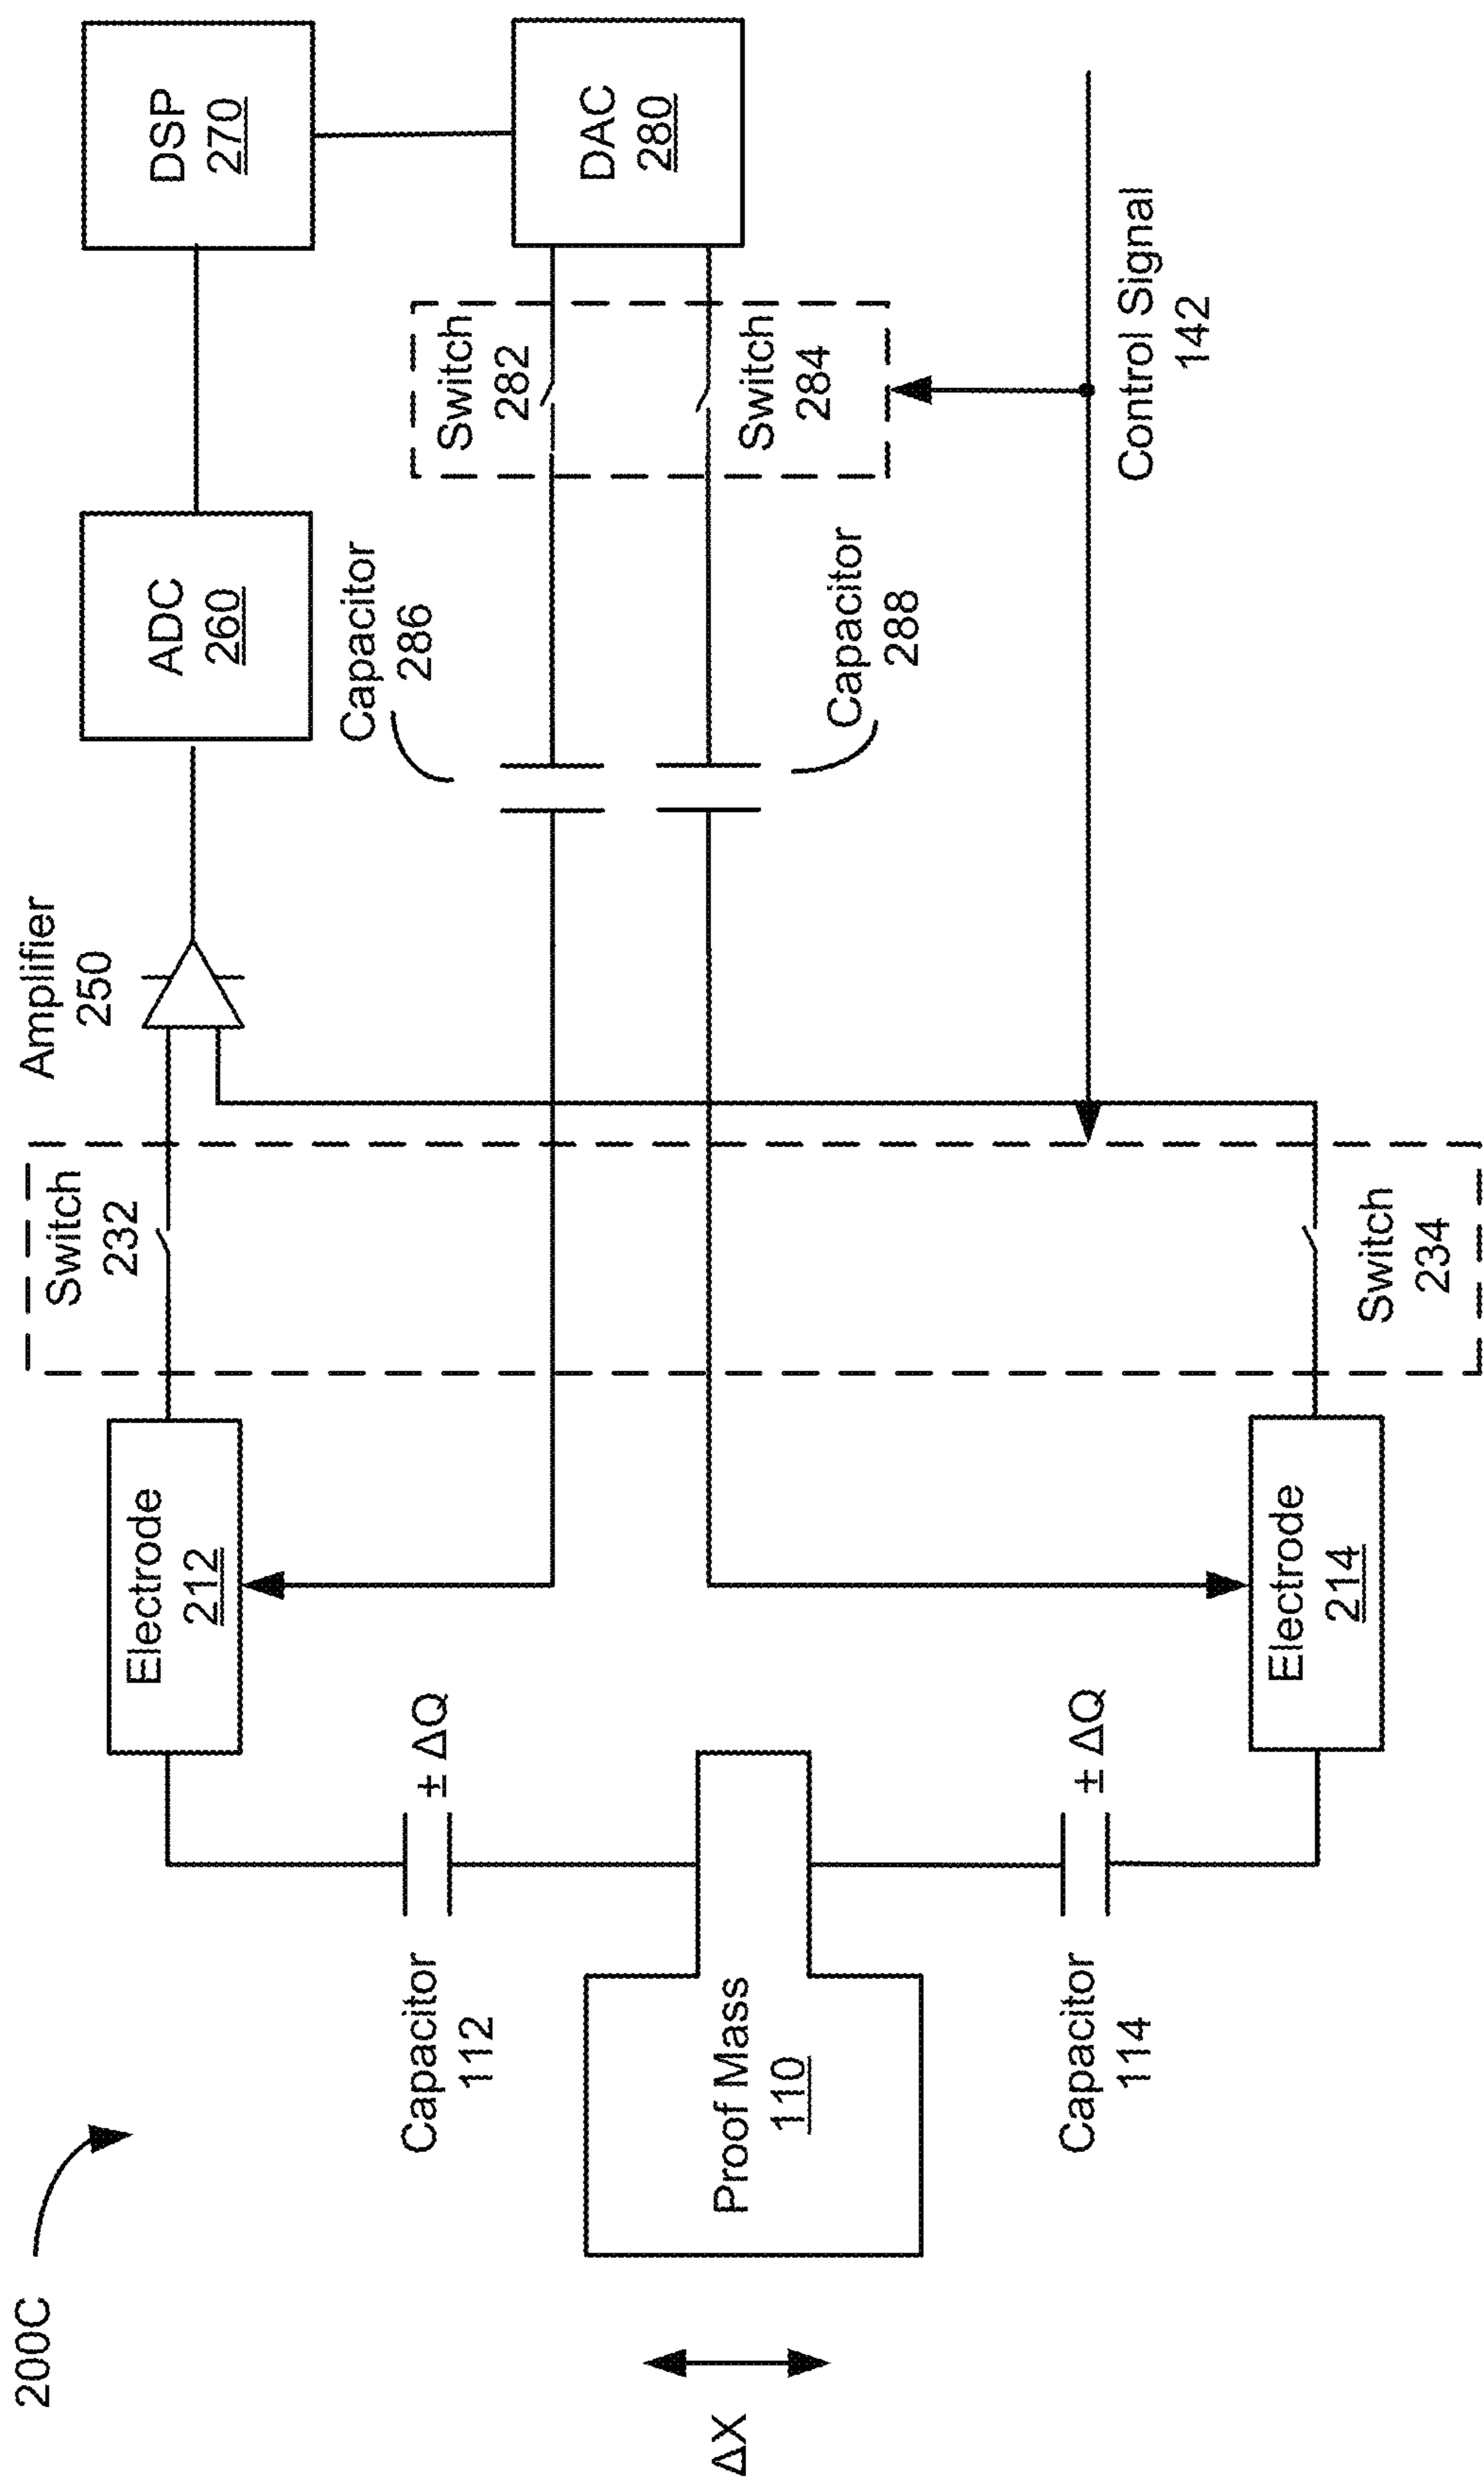 200C
ΔX
Proof Mass
110
Capacitor
112
± ΔQ
Capacitor
114
± ΔQ
Electrode
212
Electrode
214
Switch
232
Switch
234
Amplifier
250
ADC
260
DSP
270
DAC
280
Switch
282
Switch
284
Capacitor
286
Capacitor
288
Control Signal
142